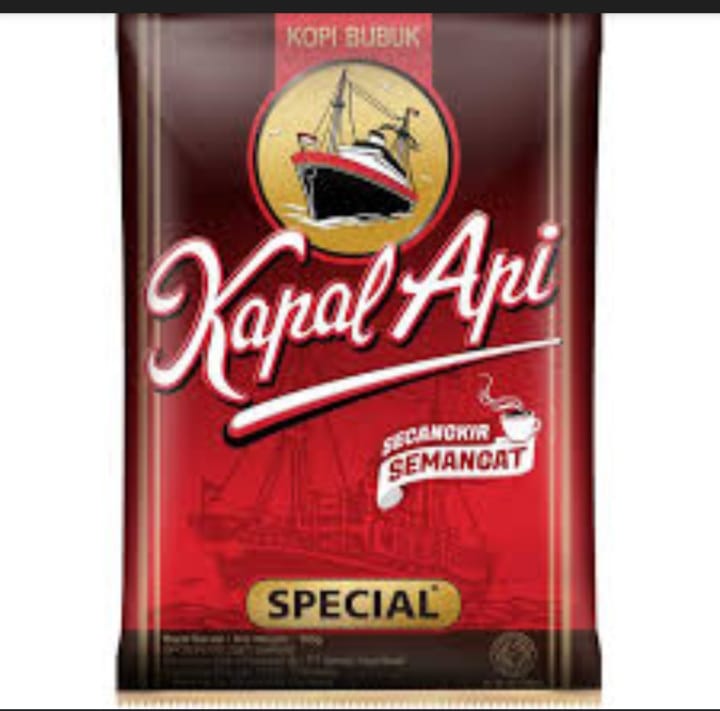 KOPI BUBUK
Kapal Api
SECANGKIR
SEMANGAT
SPECIAL